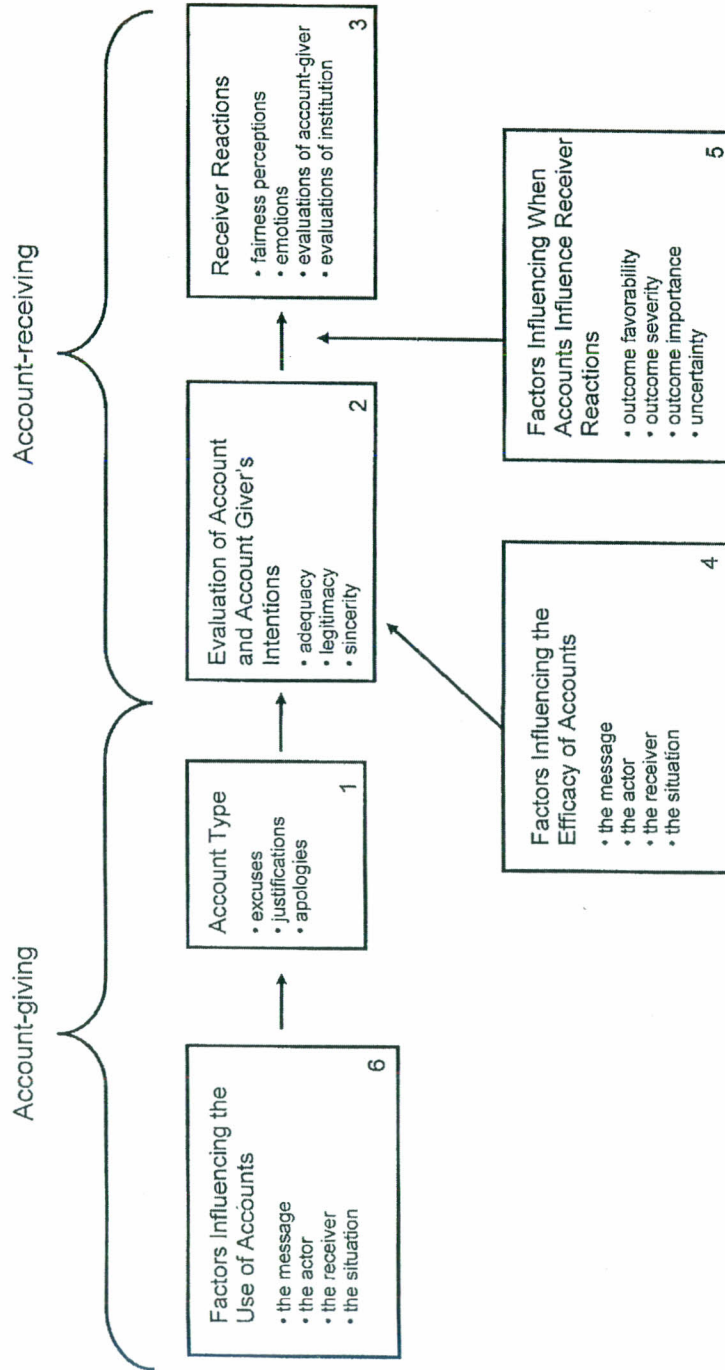 Account-giving
Account-receiving
Factors Influencing the
Use of Accounts
• the message
• the actor
• the receiver
• the situation
6
Account Type
• excuses
• justifications
• apologies
1
Evaluation of Account
and Account Giver's
Intentions
• adequacy
• legitimacy
• sincerity
2
Receiver Reactions
• fairness perceptions
• emotions
• evaluations of account-giver
• evaluations of institution
3
Factors Influencing the
Efficacy of Accounts
• the message
• the actor
• the receiver
• the situation
4
Factors Influencing When
Accounts Influence Receiver
Reactions
• outcome favorability
• outcome severity
• outcome importance
• uncertainty
5